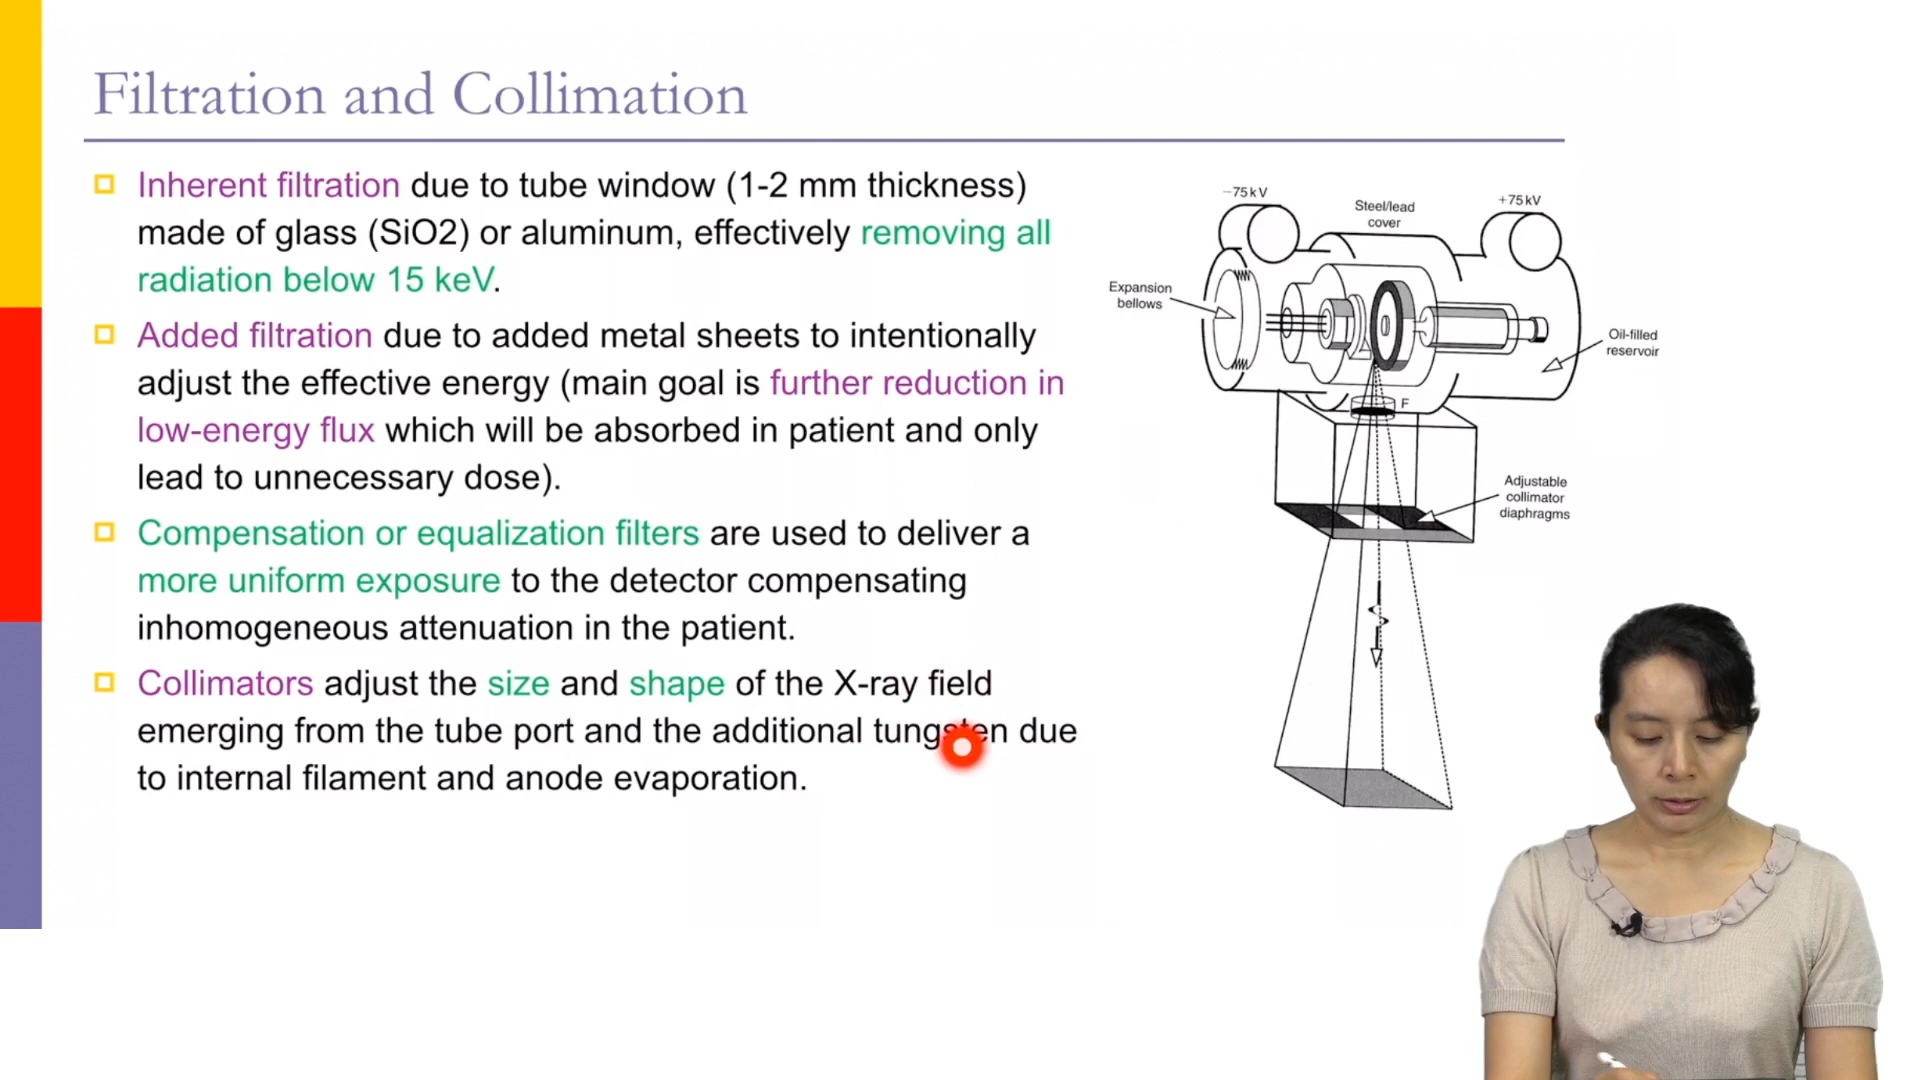 Filtration and Collimation
Inherent filtration due to tube window (1-2 mm thickness)
made of glass (SiO2) or aluminum, effectively removing all
radiation below 15 keV.
Added filtration due to added metal sheets to intentionally
adjust the effective energy (main goal is further reduction in
low-energy flux which will be absorbed in patient and only
lead to unnecessary dose).
Compensation or equalization filters are used to deliver a
more uniform exposure to the detector compensating
inhomogeneous attenuation in the patient.
Collimators adjust the size and shape of the X-ray field
emerging from the tube port and the additional tungsten due
to internal filament and anode evaporation.
−75 kV
Steel/lead
cover
+75 kV
Expansion
bellows
Oil-filled
reservoir
F
Adjustable
collimator
diaphragms